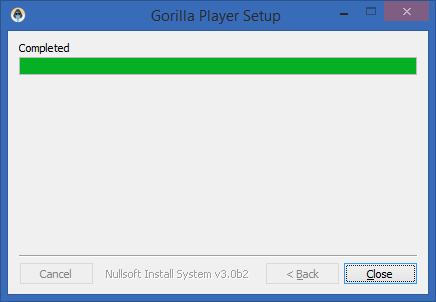 Gorilla Player Setup
Completed
Cancel
Nullsoft Install System v3.0b2
< Back
Close